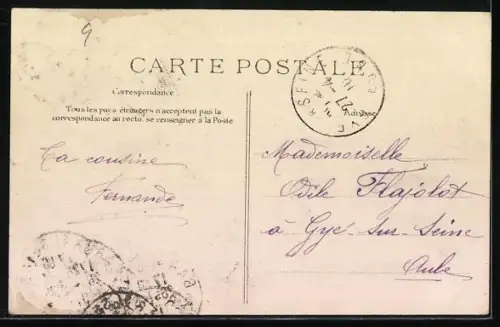 9
CARTE POSTALE
Correspondance
Tous les pays étrangers n'acceptent pas la
correspondance au recto, se renseigner à la Poste
Adresse
Ta cousine
Fernande
Mademoiselle
Odile Flajolot
à Gye-sur-Seine
Aube